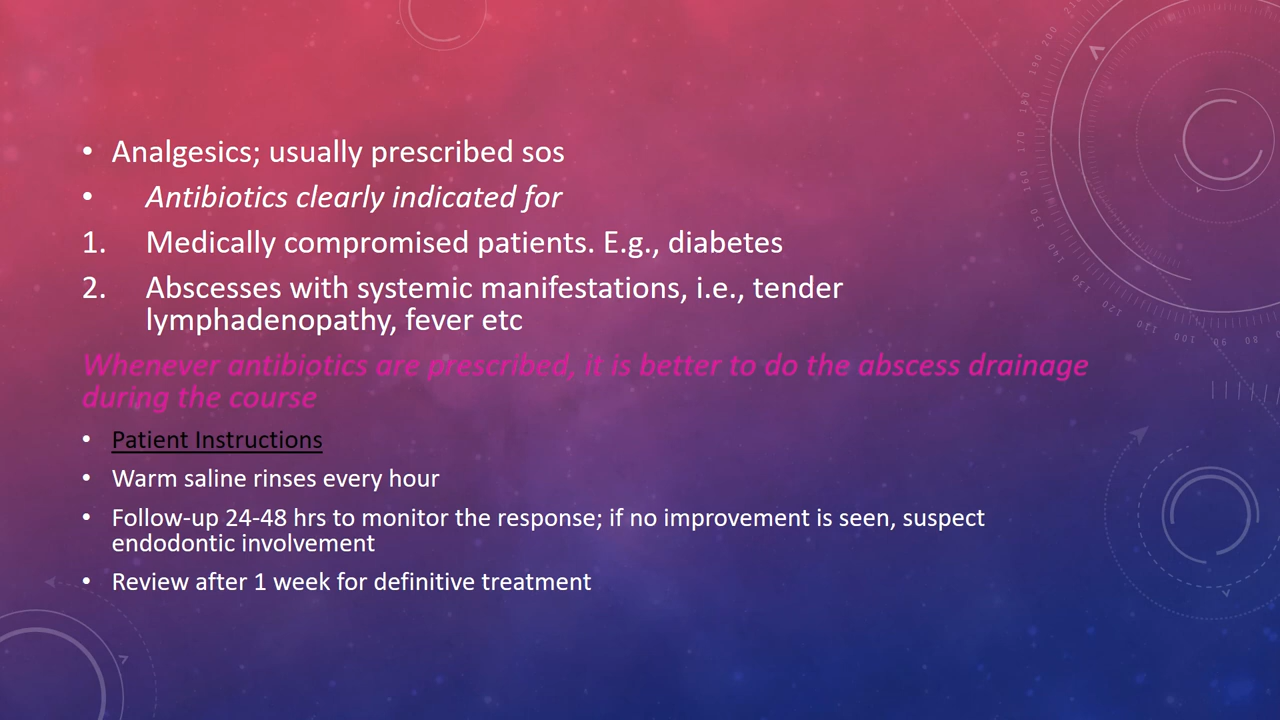 • Analgesics; usually prescribed sos
• Antibiotics clearly indicated for
1. Medically compromised patients. E.g., diabetes
2. Abscesses with systemic manifestations, i.e., tender
lymphadenopathy, fever etc
Whenever antibiotics are prescribed, it is better to do the abscess drainage
during the course
• Patient Instructions
• Warm saline rinses every hour
• Follow-up 24-48 hrs to monitor the response; if no improvement is seen, suspect
endodontic involvement
• Review after 1 week for definitive treatment